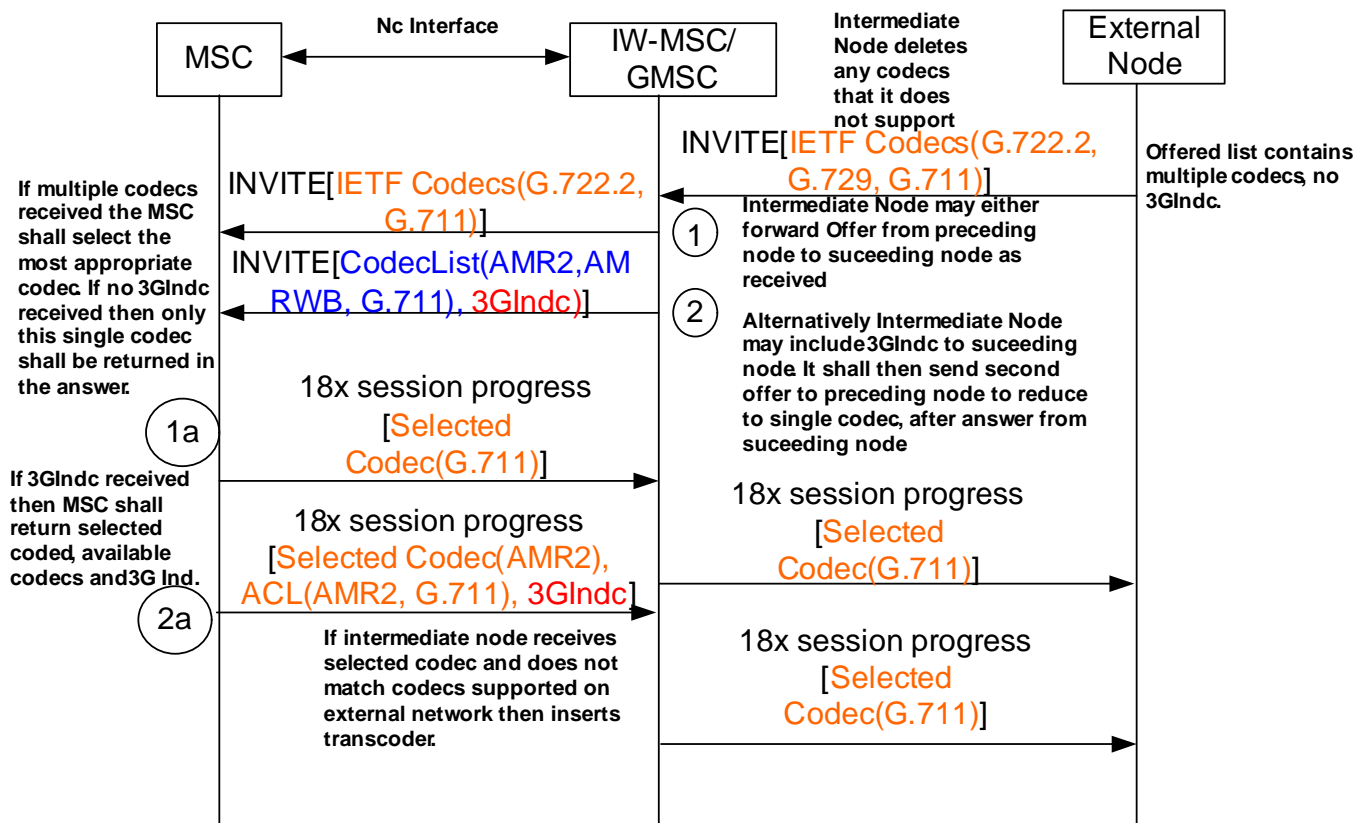 MSC
Nc Interface
IW-MSC/
GMSC
Intermediate
Node deletes
any codecs
that it does
not support
External
Node
INVITE[IETF Codecs(G.722.2,
G.729, G.711)]
Offered list contains
multiple codecs, no
3GIndc.
If multiple codecs
received the MSC
shall select the
most appropriate
codec. If no 3GIndc
received then only
this single codec
shall be returned in
the answer.
INVITE[IETF Codecs(G.722.2,
G.711)]
1
Intermediate Node may either
forward Offer from preceding
node to suceeding node as
received
INVITE[CodecList(AMR2,AM
RWB, G.711), 3GIndc)]
2
Alternatively Intermediate Node
may include 3GIndc to suceeding
node. It shall then send second
offer to preceding node to reduce
to single codec, after answer from
suceeding node
18x session progress
[Selected
Codec(G.711)]
1a
If 3GIndc received
then MSC shall
return selected
coded, available
codecs and 3G Ind.
18x session progress
[Selected Codec(AMR2),
ACL(AMR2, G.711), 3GIndc]
2a
18x session progress
[Selected
Codec(G.711)]
If intermediate node receives
selected codec and does not
match codecs supported on
external network then inserts
transcoder.
18x session progress
[Selected
Codec(G.711)]